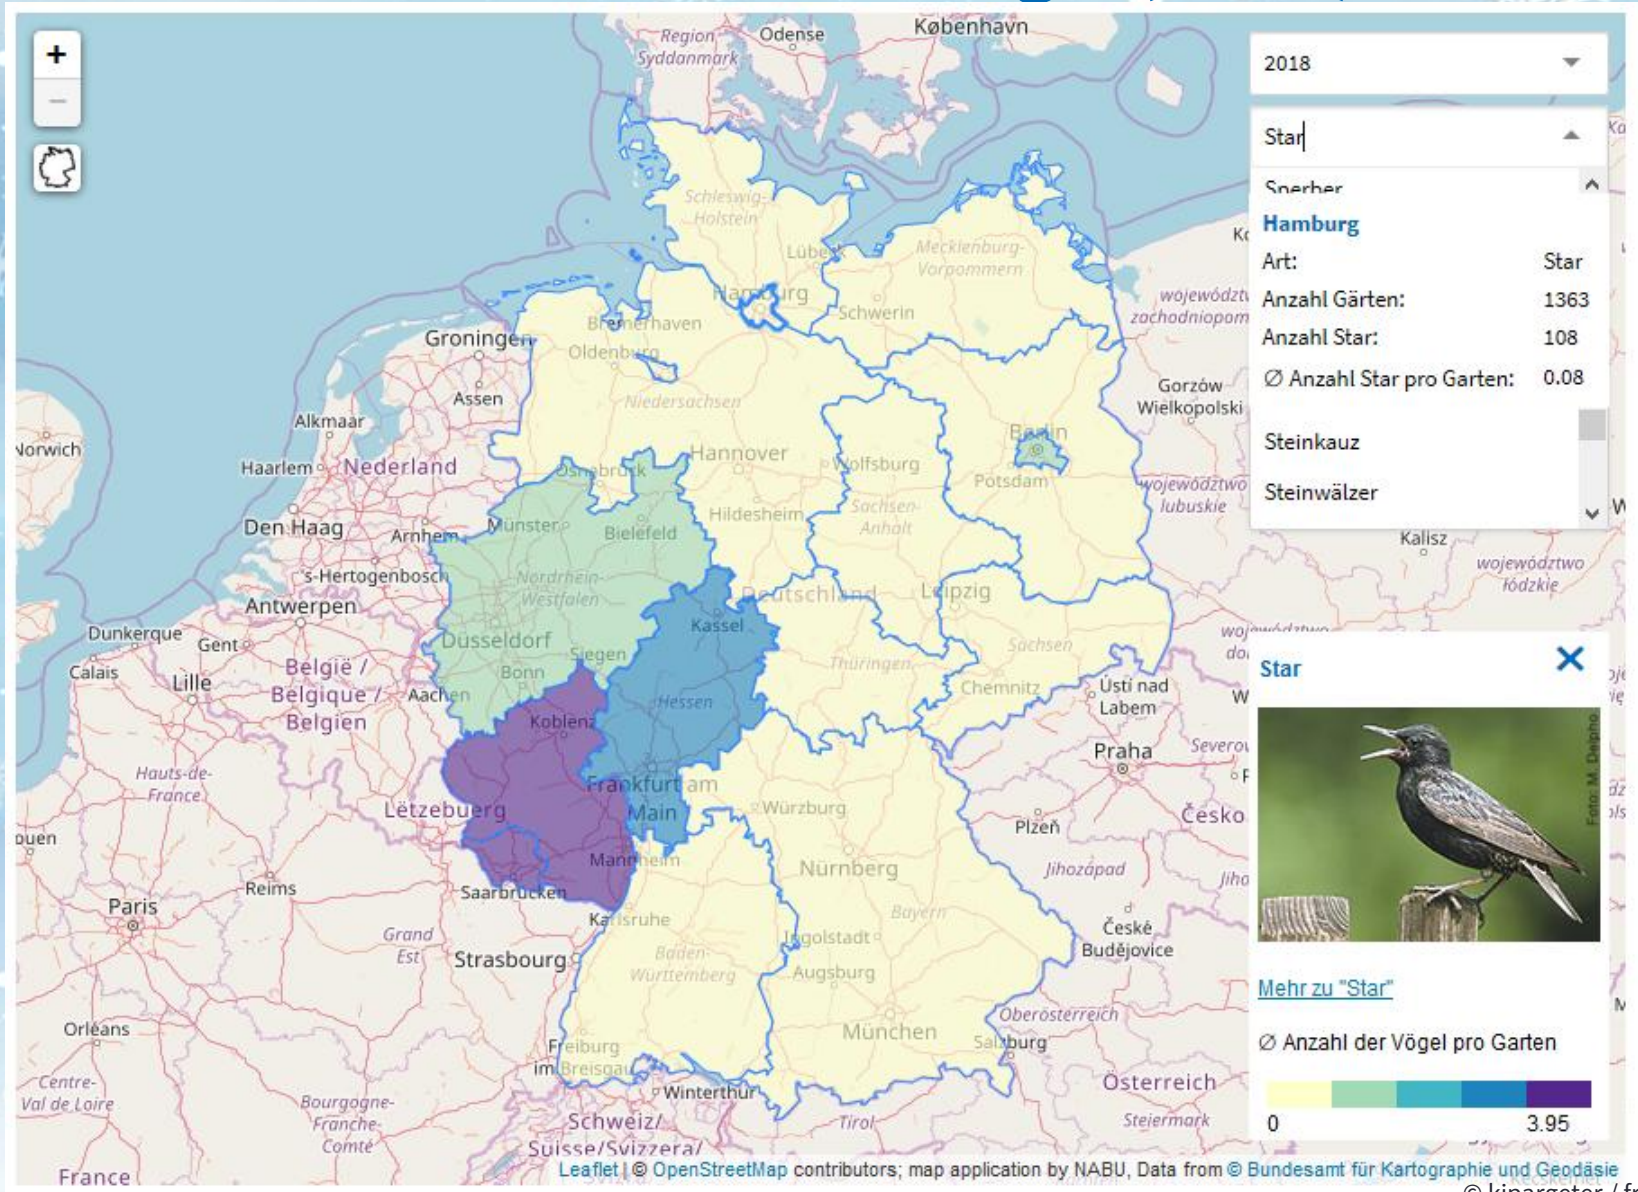 +
−
Region
Syddanmark
Odense
København
2018
Star
Sperber
Hamburg
Art: Star
Anzahl Gärten: 1363
Anzahl Star: 108
∅ Anzahl Star pro Garten: 0.08
Steinkauz
Steinwälzer
Schleswig-
Holstein
Lübeck
Mecklenburg-
Vorpommern
Hamburg
Schwerin
Bremerhaven
Oldenburg
Groningen
Assen
Niedersachsen
Alkmaar
Norwich
Haarlem
Nederland
Osnabrück
Hannover
Wolfsburg
Berlin
Potsdam
Gorzów
Wielkopolski
zachodniopom
województwo
lubuskie
Den Haag
Arnhem
Münster
Bielefeld
Hildesheim
Sachsen-
Anhalt
Kalisz
województwo
łódzkie
's-Hertogenbosch
Nordrhein-
Westfalen
Deutschland
Leipzig
Antwerpen
Dunkerque
Gent
Düsseldorf
Kassel
Calais
Lille
België /
Belgique /
Belgien
Aachen
Bonn
Siegen
Hessen
Thüringen
Sachsen
Chemnitz
Ústí nad
Labem
Koblenz
Praha
Hauts-de-
France
Lëtzebuerg
Frankfurt am
Main
Würzburg
Plzeň
Česko
Mannheim
Nürnberg
Jihozápad
Reims
Saarbrücken
Karlsruhe
Paris
Grand
Est
Strasbourg
Baden-
Württemberg
Bayern
Ingolstadt
Augsburg
České
Budějovice
Orléans
Freiburg
im Breisgau
München
Salzburg
Oberösterreich
Centre-
Val de Loire
Bourgogne-
Franche-
Comté
Winterthur
Schweiz/
Suisse/Svizzera/
Tirol
Österreich
Steiermark
France
Star
Foto: M. Delpho
Mehr zu "Star"
∅ Anzahl der Vögel pro Garten
0 3.95
Leaflet | © OpenStreetMap contributors; map application by NABU, Data from © Bundesamt für Kartographie und Geodäsie